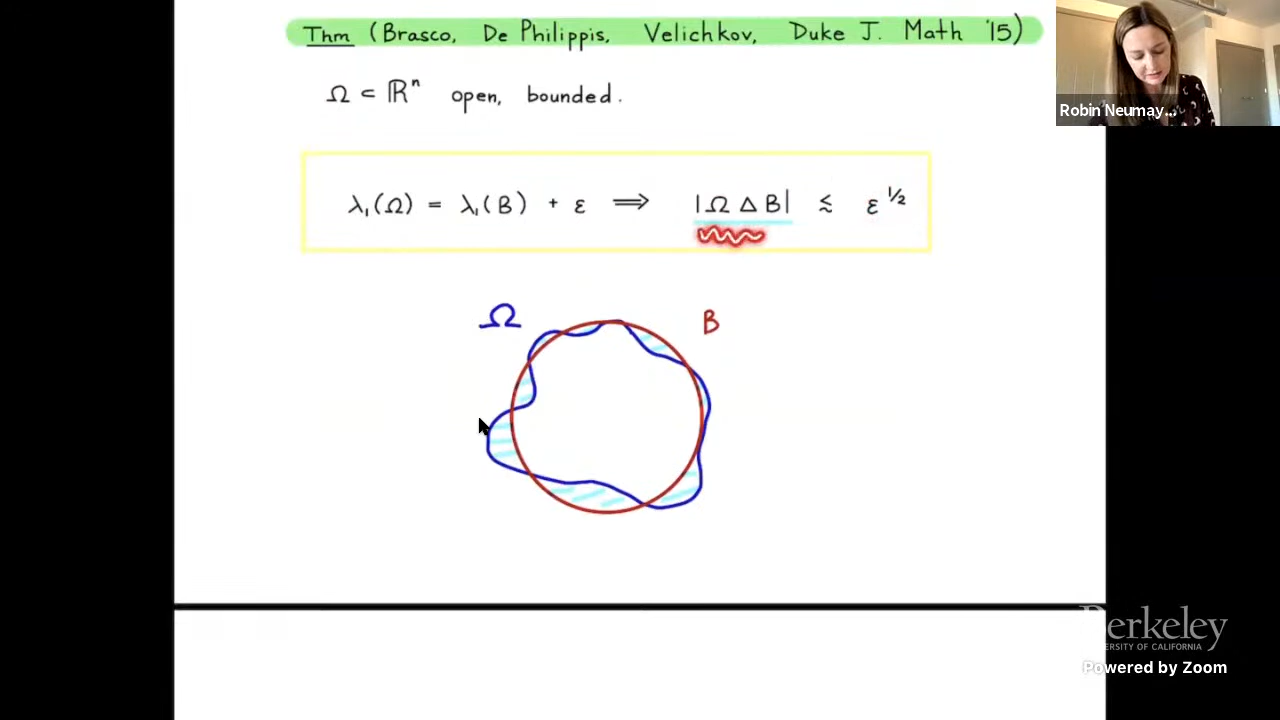 Thm (Brasco, De Philippis, Velichkov, Duke J. Math '15)
Ω ⊂ ℝⁿ open, bounded.
λ₁(Ω) = λ₁(B) + ε ⟹ |Ω Δ B| ≲ ε^{1/2}
Ω
B
Robin Neumay...
Berkeley
ERSITY OF CALIFORNIA
Powered by Zoom